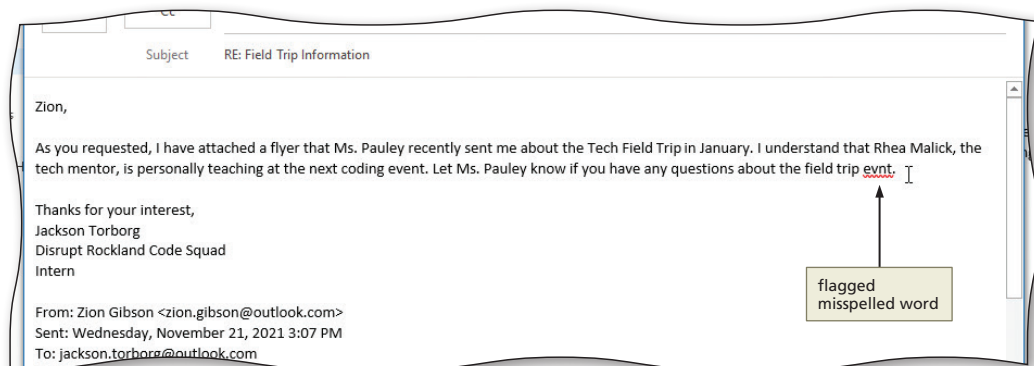 Cc
Subject RE: Field Trip Information
Zion,
As you requested, I have attached a flyer that Ms. Pauley recently sent me about the Tech Field Trip in January. I understand that Rhea Malick, the
tech mentor, is personally teaching at the next coding event. Let Ms. Pauley know if you have any questions about the field trip evnt.
Thanks for your interest,
Jackson Torborg
Disrupt Rockland Code Squad
Intern
flagged
misspelled word
From: Zion Gibson <zion.gibson@outlook.com>
Sent: Wednesday, November 21, 2021 3:07 PM
To: jackson.torborg@outlook.com